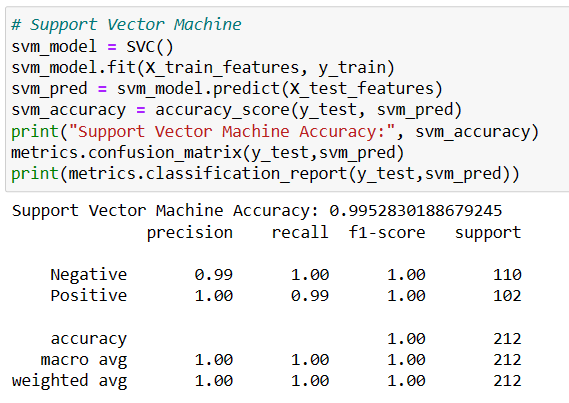 # Support Vector Machine
svm_model = SVC()
svm_model.fit(X_train_features, y_train)
svm_pred = svm_model.predict(X_test_features)
svm_accuracy = accuracy_score(y_test, svm_pred)
print("Support Vector Machine Accuracy:", svm_accuracy)
metrics.confusion_matrix(y_test,svm_pred)
print(metrics.classification_report(y_test,svm_pred))
Support Vector Machine Accuracy: 0.9952830188679245
precision recall f1-score support
Negative 0.99 1.00 1.00 110
Positive 1.00 0.99 1.00 102
accuracy 1.00 212
macro avg 1.00 1.00 1.00 212
weighted avg 1.00 1.00 1.00 212